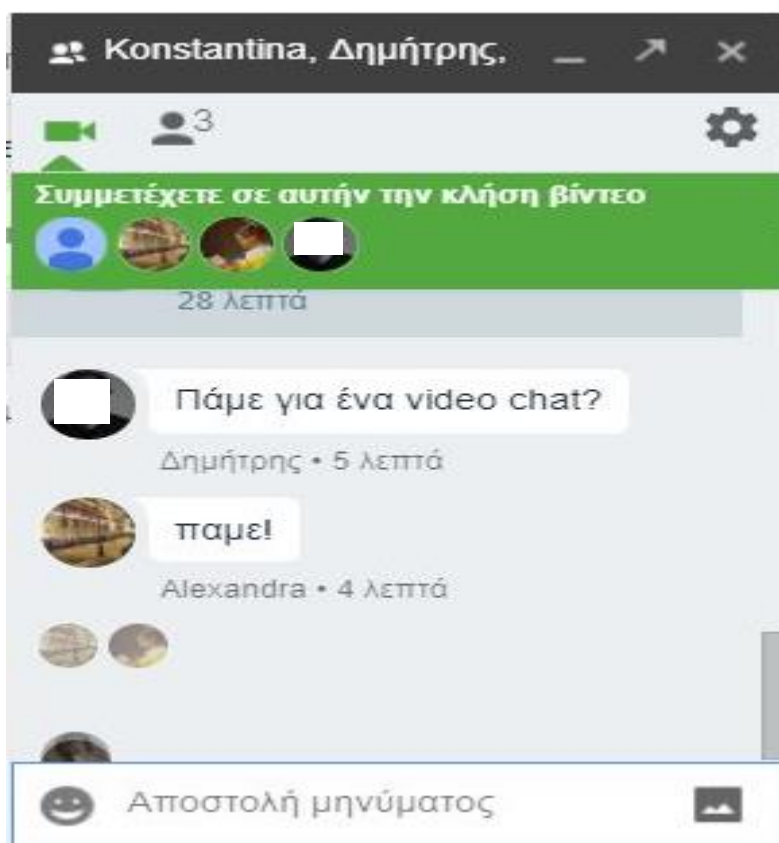 Konstantina, Δημήτρης,
3
Συμμετέχετε σε αυτήν την κλήση βίντεο
28 λεπτά
Πάμε για ένα video chat?
Δημήτρης • 5 λεπτά
παμε!
Alexandra • 4 λεπτά
Αποστολή μηνύματος